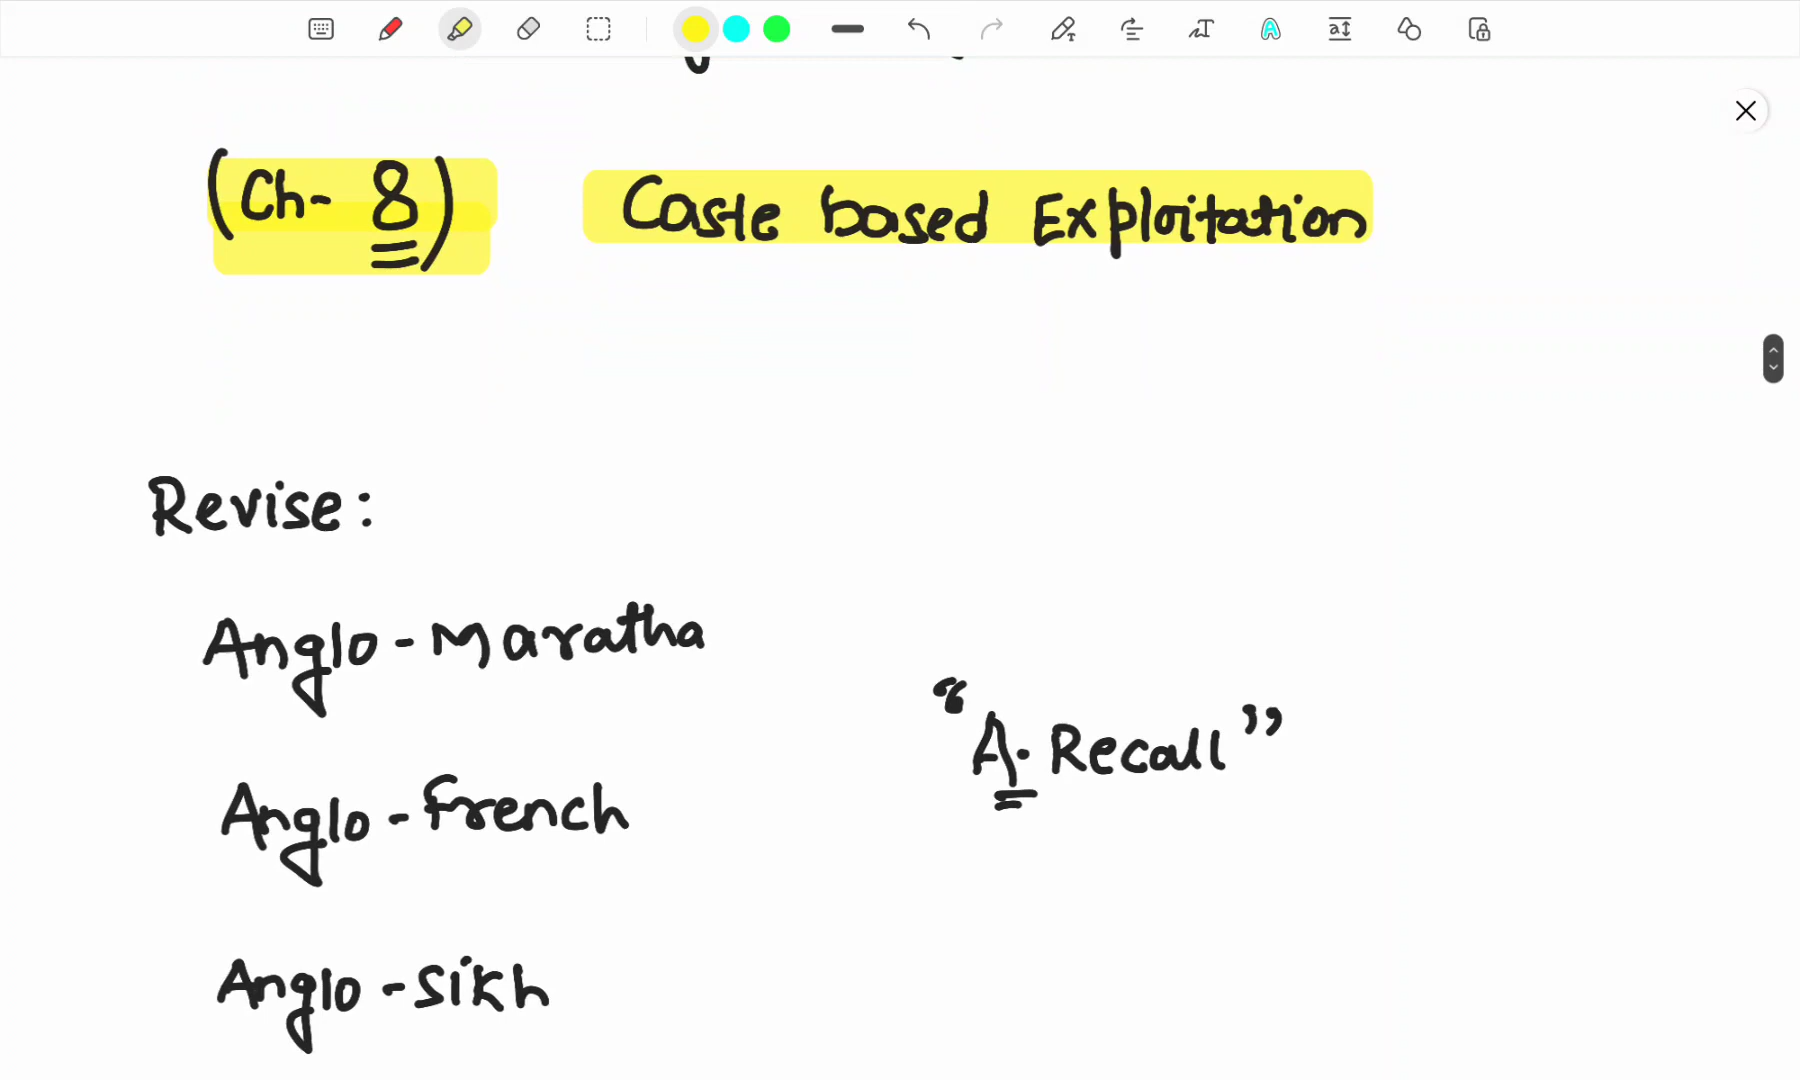 (Ch- 8) Caste based Exploitation
Revise:
Anglo - Maratha
"A. Recall"
Anglo - French
Anglo - Sikh